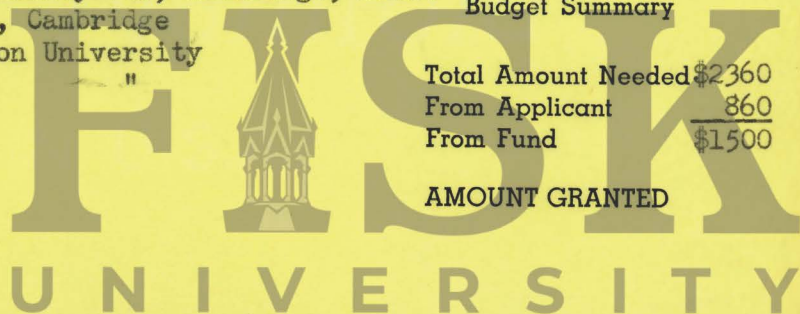 Budget Summary
, Cambridge
on University
"
Total Amount Needed $2360
From Applicant 860
From Fund $1500
AMOUNT GRANTED
FISK
UNIVERSITY